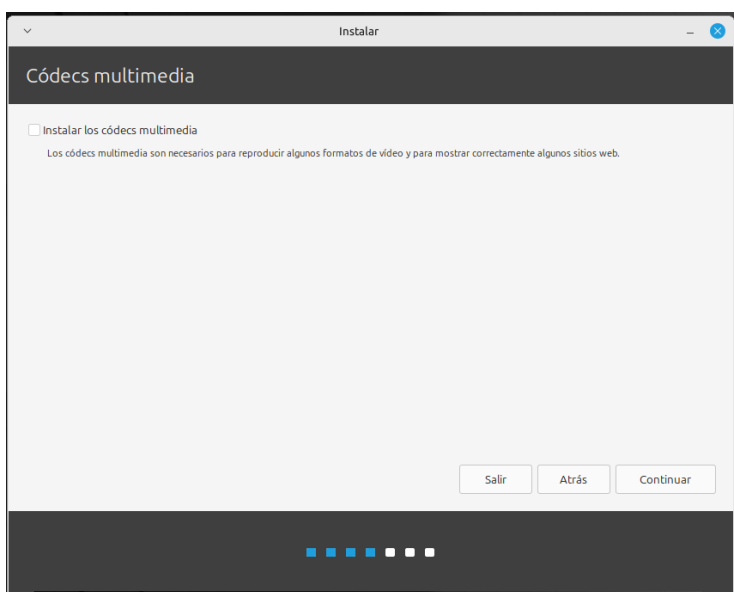 Instalar
Códecs multimedia
Instalar los códecs multimedia
Los códecs multimedia son necesarios para reproducir algunos formatos de vídeo y para mostrar correctamente algunos sitios web.
Salir
Atrás
Continuar